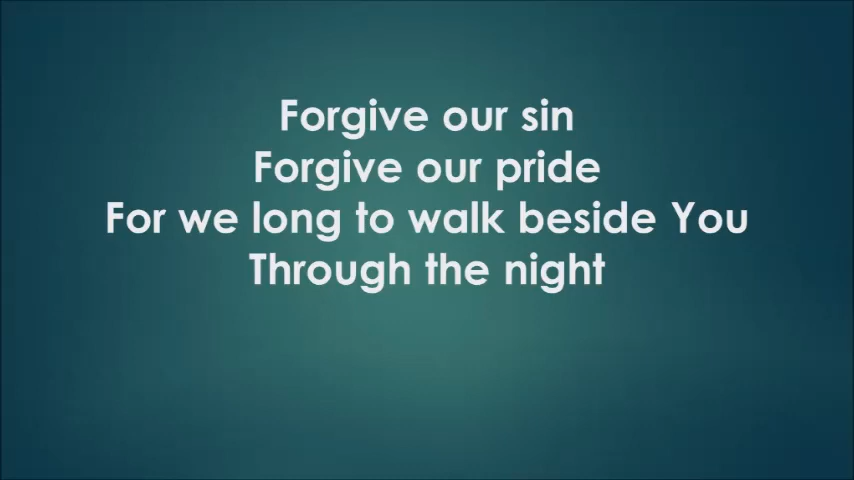 Forgive our sin
Forgive our pride
For we long to walk beside You
Through the night